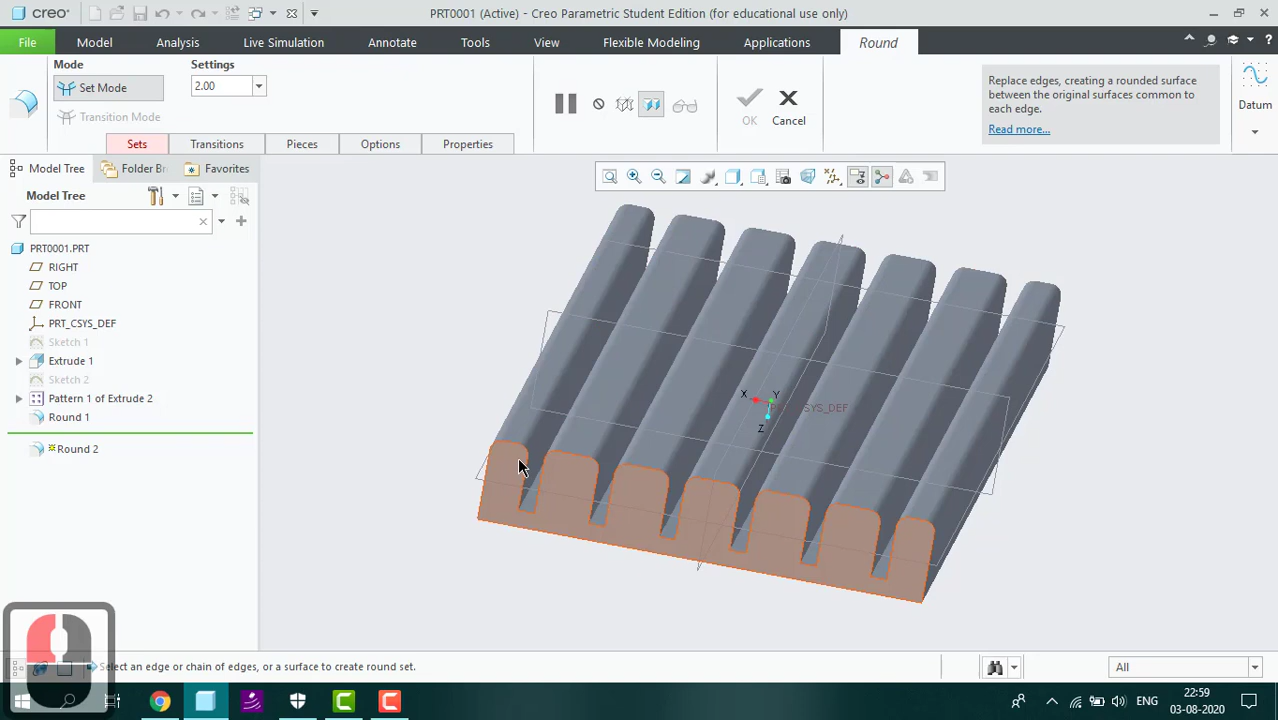 creo
PRT0001 (Active) - Creo Parametric Student Edition (for educational use only)
File
Model
Analysis
Live Simulation
Annotate
Tools
View
Flexible Modeling
Applications
Round
Mode
Settings
Set Mode
2.00
Transition Mode
OK
Cancel
Replace edges, creating a rounded surface
between the original surfaces common to
each edge.
Read more...
Datum
Sets
Transitions
Pieces
Options
Properties
Model Tree
Folder Br
Favorites
Model Tree
PRT0001.PRT
RIGHT
TOP
FRONT
PRT_CSYS_DEF
Sketch 1
Extrude 1
Sketch 2
Pattern 1 of Extrude 2
Round 1
Round 2
X
Y
Z
PRT_CSYS_DEF
Select an edge or chain of edges, or a surface to create round set.
All
ENG
22:59
03-08-2020